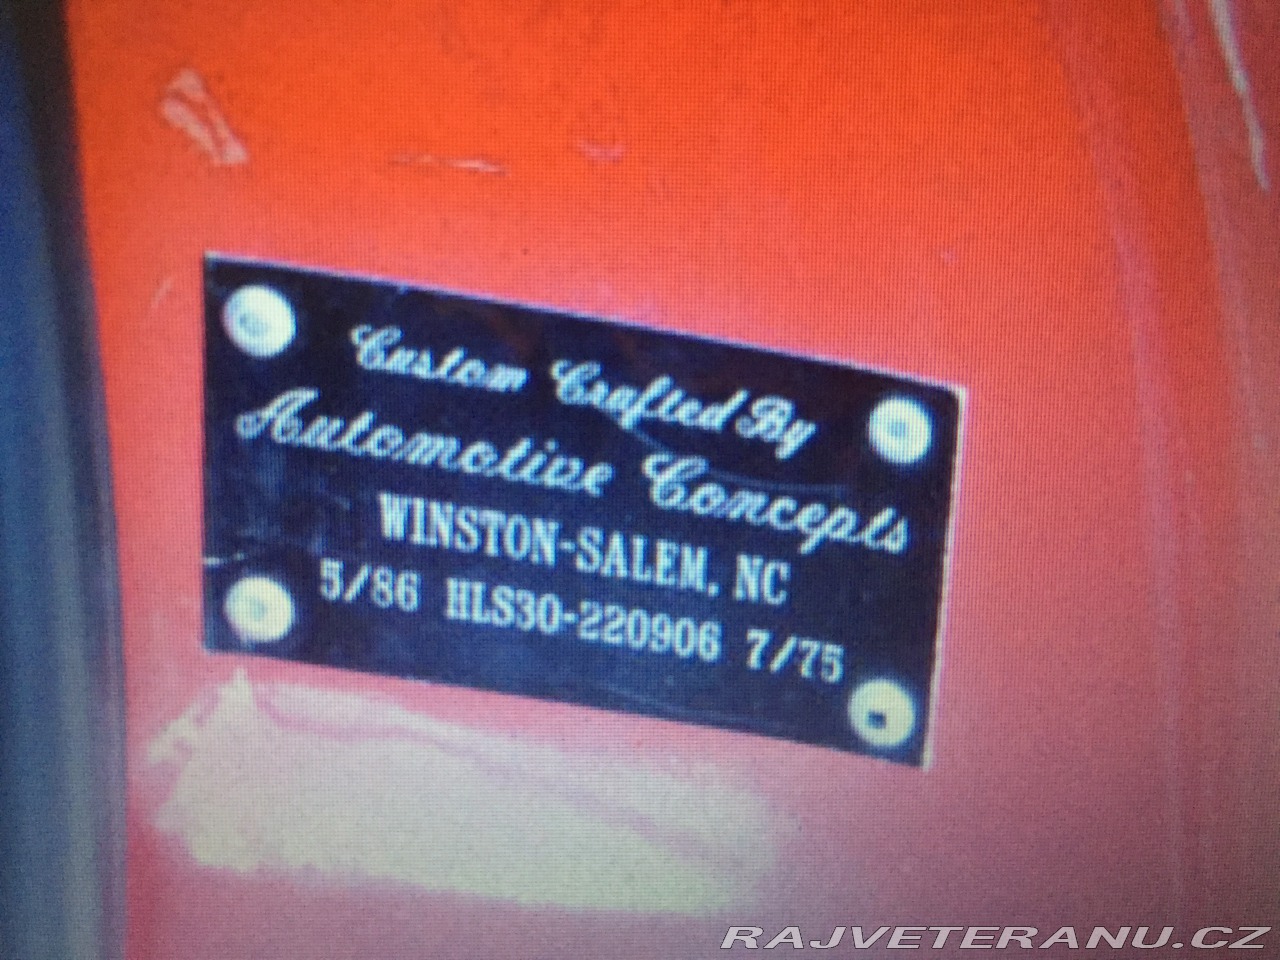 Custom Crafted By
Automotive Concepts
WINSTON-SALEM, NC
5/86 HLS30-220906 7/75
RAJVETERANU.CZ